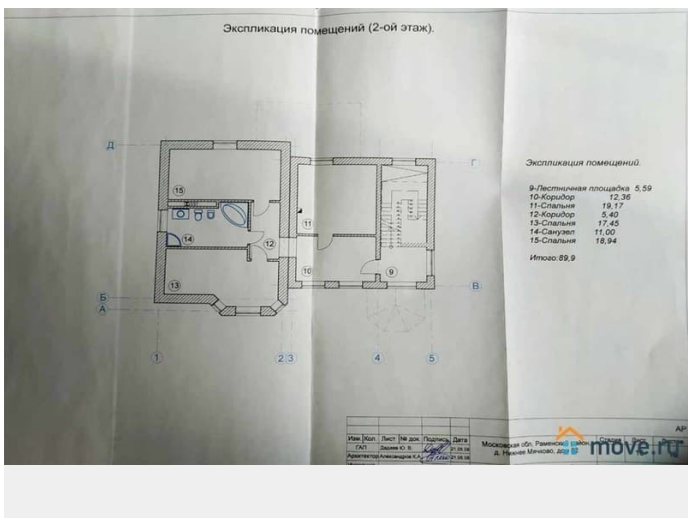 Экспликация помещений (2-ой этаж).
Д
Г
15
11
14
12
10
9
13
Б
А
В
1
2
3
4
5
Экспликация помещений.
9-Лестничная площадка 5,59
10-Коридор 12,36
11-Спальня 19,17
12-Коридор 5,40
13-Спальня 17,45
14-Санузел 11,00
15-Спальня 18,94
Итого:89,9
АР
Изм. Кол. Лист № док. Подпись Дата
ГАП
Архитектор Александров К.А.
Московская обл. Раменский район
д. Нижнее Мячково,
Стадия
move.ru